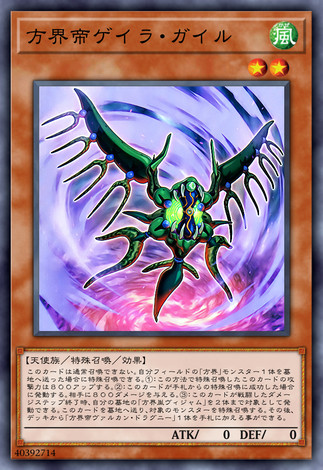 方界帝ゲイラ・ガイル
風
【天使族／特殊召喚／効果】
このカードは通常召喚できない。自分フィールドの「方界」モンスター１体を墓
地へ送った場合に特殊召喚できる。①：この方法で特殊召喚したこのカードの攻
撃力は８００アップする。②：このカードが手札からの特殊召喚に成功した場合
に発動する。相手に８００ダメージを与える。③：このカードが戦闘したダメー
ジステップ終了時、自分の墓地の「方界胤ヴィジャム」を２体まで対象として発
動できる。このカードを墓地へ送り、対象のモンスターを特殊召喚する。その後、
デッキから「方界帝ヴァルカン・ドラグニー」１体を手札に加える事ができる。
ATK/ 0 DEF/ 0
40392714